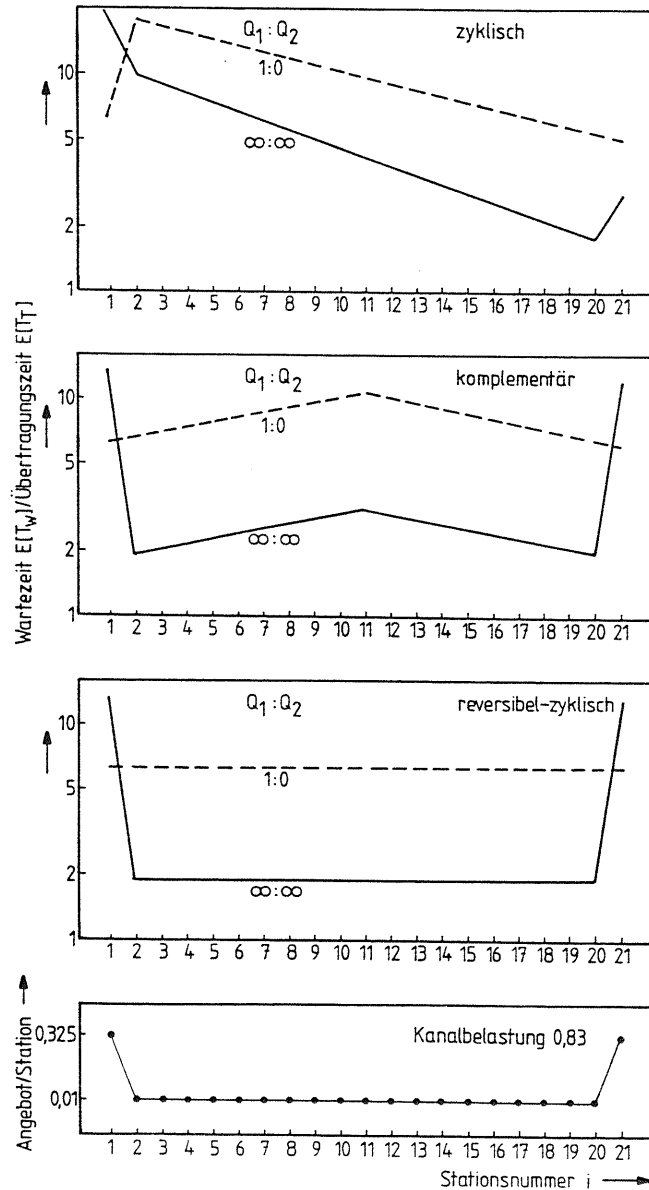 Wartezeit E[Tw]/Übertragungszeit E[TT]
Q1:Q2 zyklisch
1:0
∞:∞
10
5
2
1
1 2 3 4 5 6 7 8 9 10 11 12 13 14 15 16 17 18 19 20 21
Q1:Q2 komplementär
1:0
∞:∞
10
5
2
1
1 2 3 4 5 6 7 8 9 10 11 12 13 14 15 16 17 18 19 20 21
Q1:Q2 reversibel-zyklisch
1:0
∞:∞
10
5
2
1
1 2 3 4 5 6 7 8 9 10 11 12 13 14 15 16 17 18 19 20 21
Angebot/Station
Kanalbelastung 0,83
0,325
0,01
1 2 3 4 5 6 7 8 9 10 11 12 13 14 15 16 17 18 19 20 21
Stationsnummer j